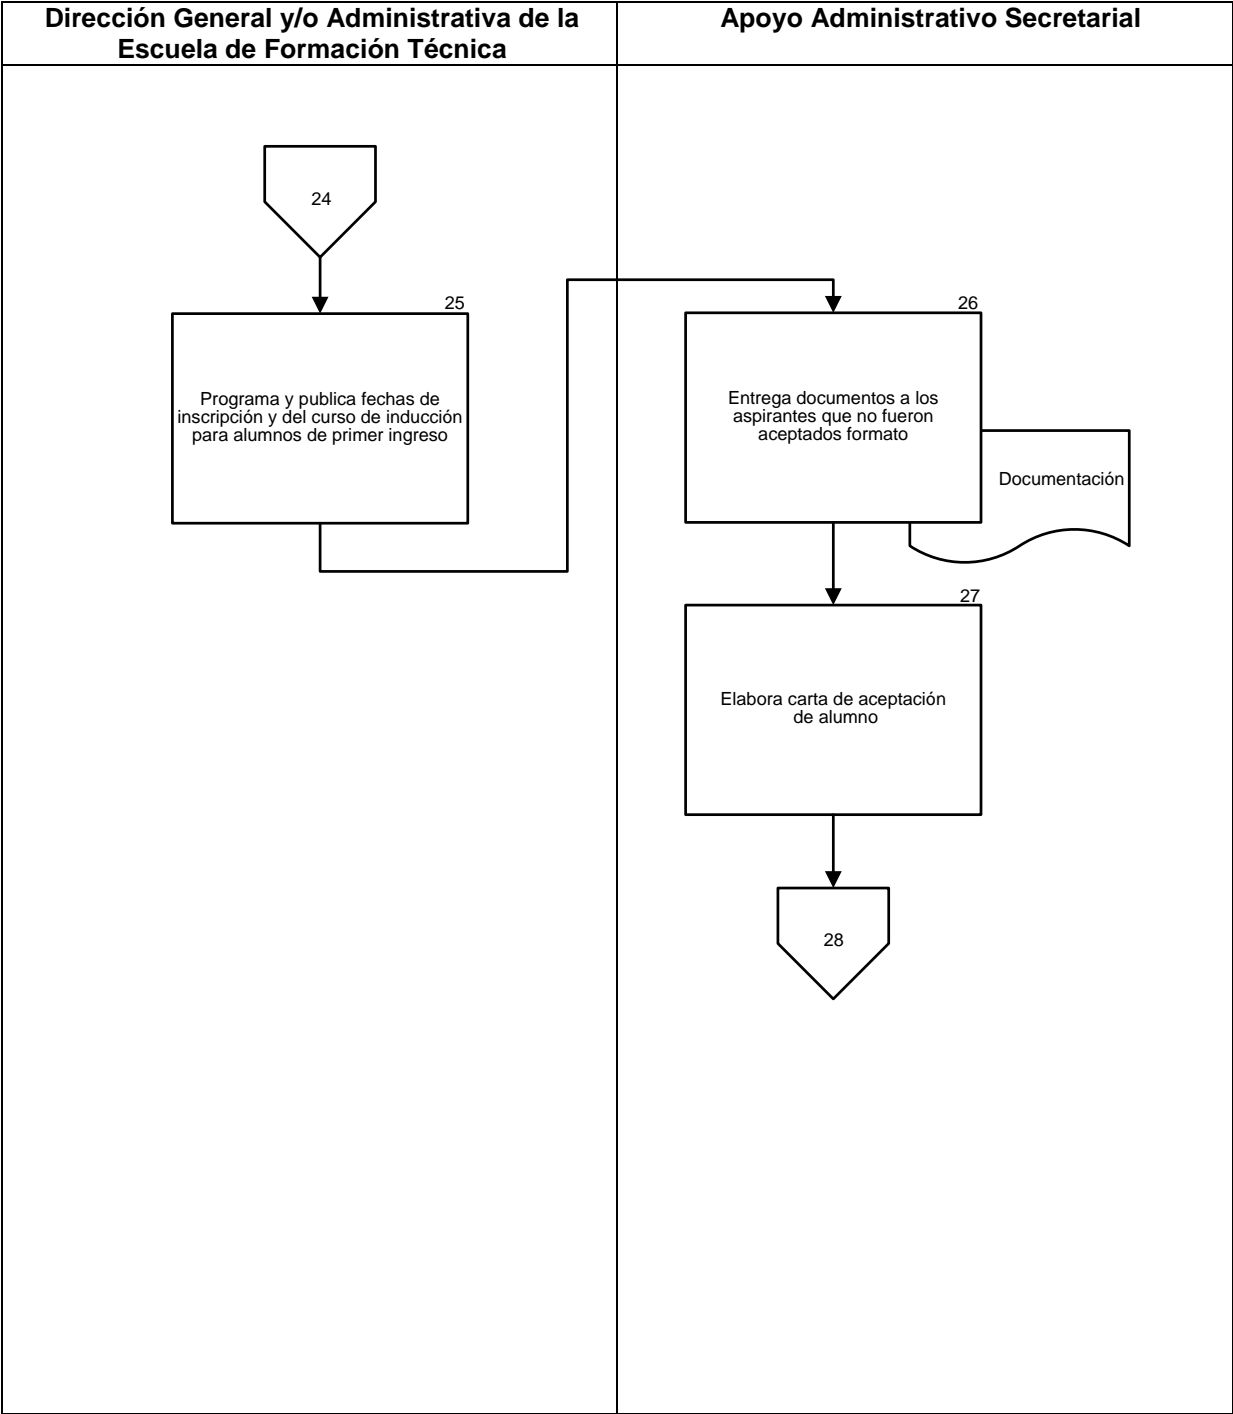 Dirección General y/o Administrativa de la
Escuela de Formación Técnica
Apoyo Administrativo Secretarial
24
25
Programa y publica fechas de
inscripción y del curso de inducción
para alumnos de primer ingreso
26
Entrega documentos a los
aspirantes que no fueron
aceptados formato
Documentación
27
Elabora carta de aceptación
de alumno
28